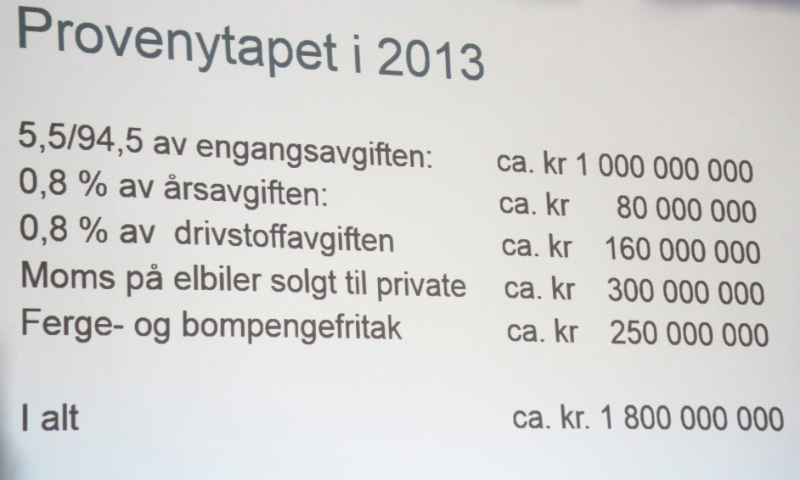 Provenytapet i 2013
5,5/94,5 av engangsavgiften: ca. kr 1 000 000 000
0,8 % av årsavgiften: ca. kr 80 000 000
0,8 % av drivstoffavgiften ca. kr 160 000 000
Moms på elbiler solgt til private ca. kr 300 000 000
Ferge- og bompengefritak ca. kr 250 000 000
I alt ca. kr. 1 800 000 000